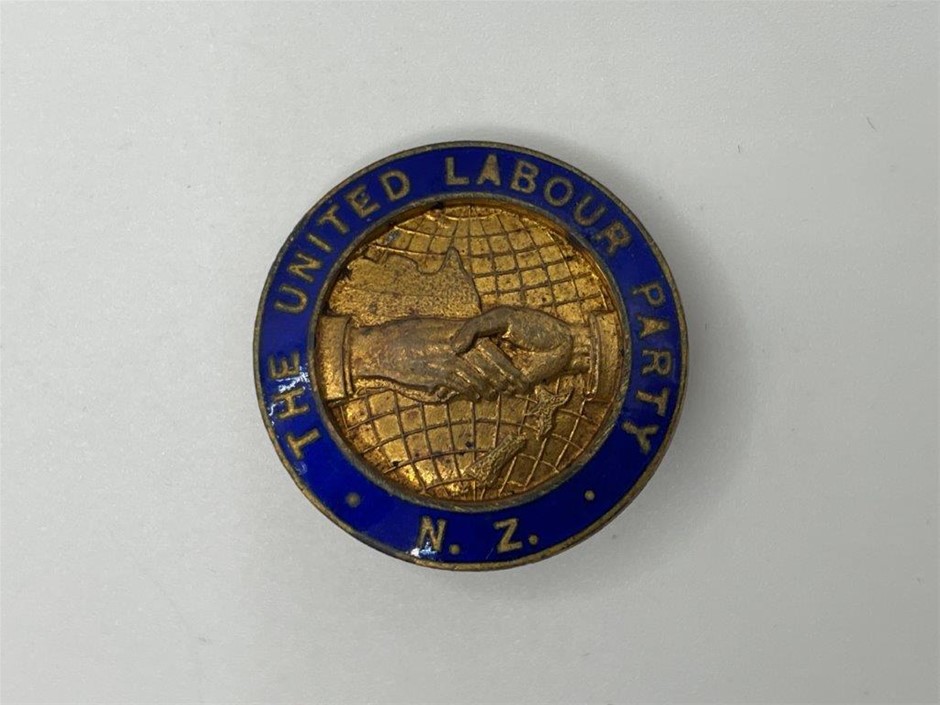 THE UNITED LABOUR PARTY
N. Z.